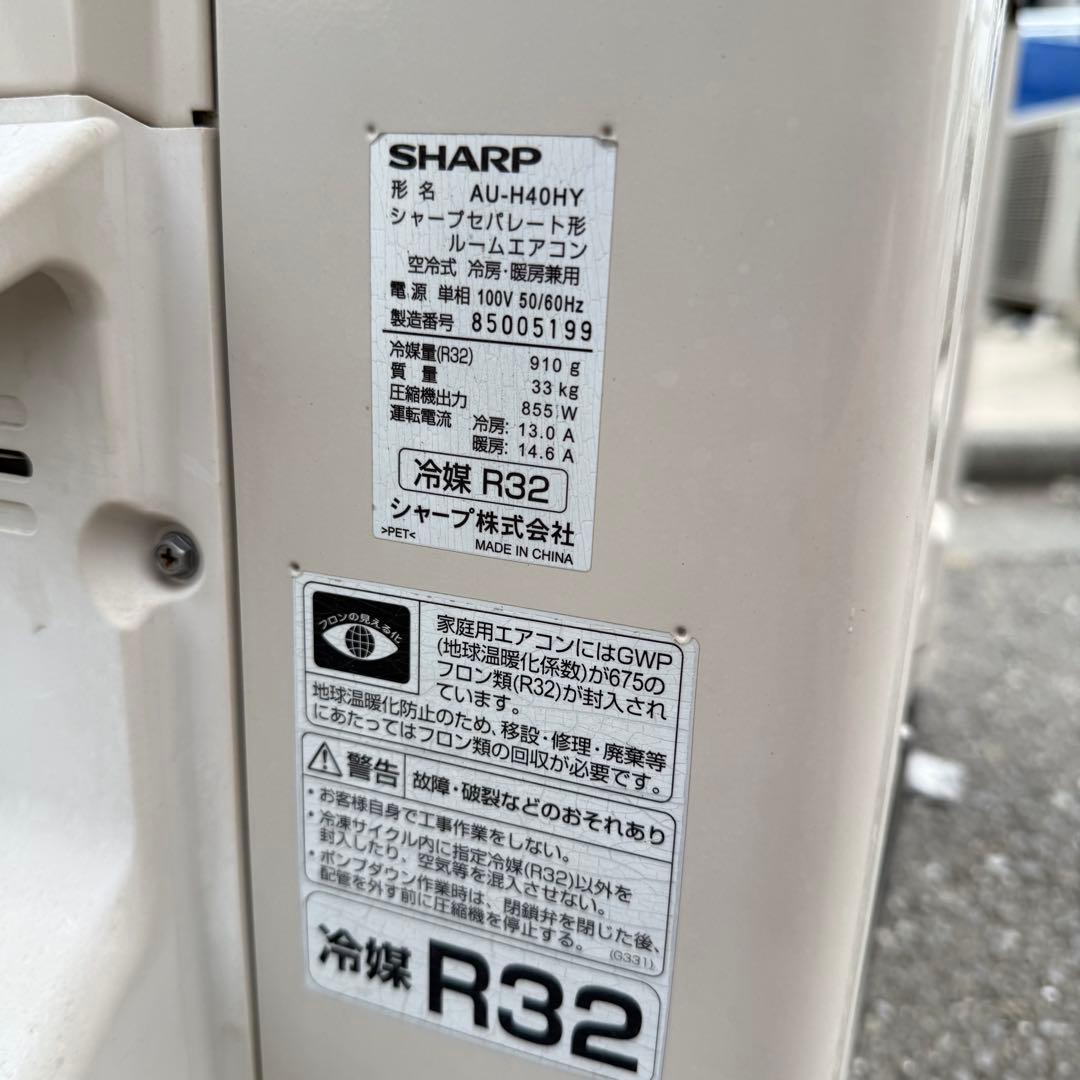 SHARP
形名 AU-H40HY
シャープセパレート形
ルームエアコン
空冷式 冷房・暖房兼用
電源 単相 100V 50/60Hz
製造番号 85005199
冷媒量(R32) 910 g
質量 33 kg
圧縮機出力 855 W
運転電流 冷房: 13.0 A
暖房: 14.6 A
冷媒 R32
シャープ株式会社
>PET< MADE IN CHINA
フロンの見える化
家庭用エアコンにはGWP
(地球温暖化係数)が675の
フロン類(R32)が封入され
ています。
地球温暖化防止のため、移設・修理・廃棄等
にあたってはフロン類の回収が必要です。
警告 故障・破裂などのおそれあり
・お客様自身で工事作業をしない。
・冷凍サイクル内に指定冷媒(R32)以外を
封入したり、空気等を混入させない。
・ポンプダウン作業時は、閉鎖弁を閉じた後、
配管を外す前に圧縮機を停止する。
(G331)
冷媒 R32